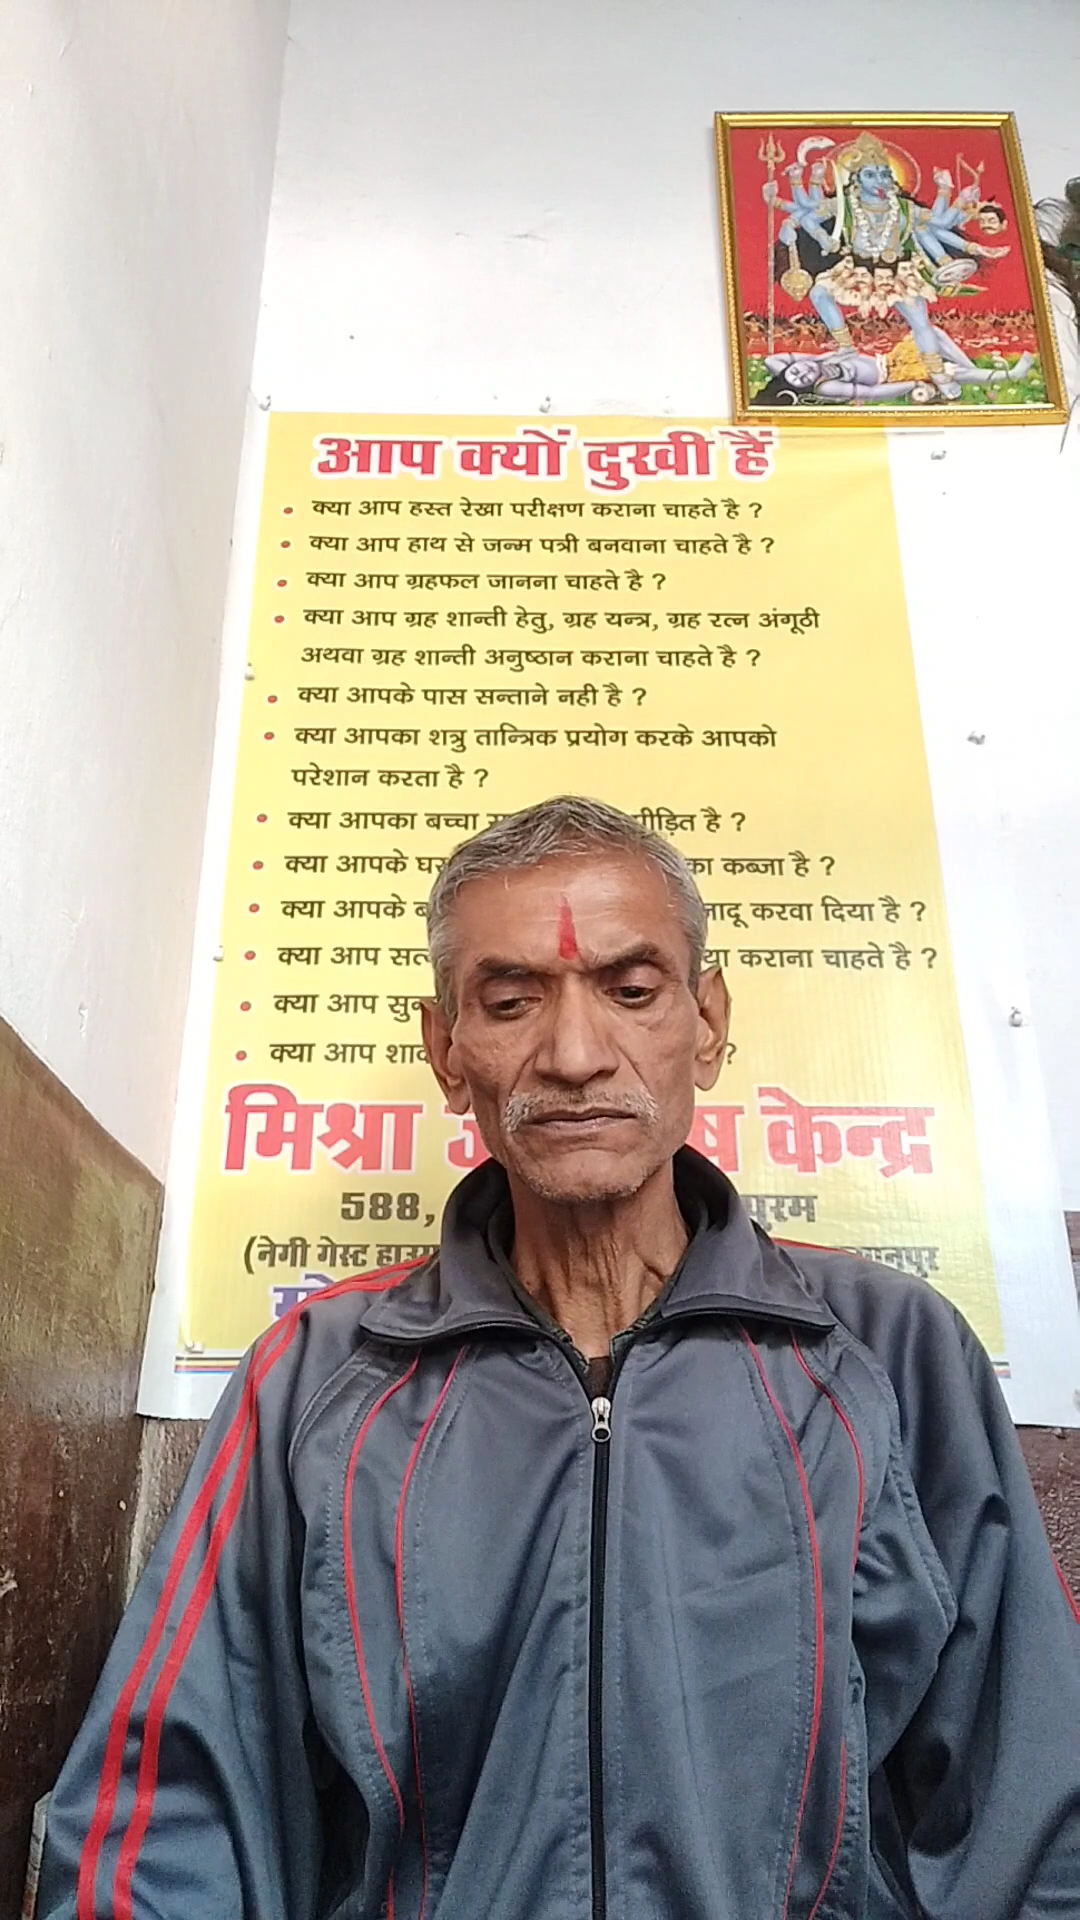 आप क्यों दुखी हैं
क्या आप हस्त रेखा परीक्षण कराना चाहते है ?
क्या आप हाथ से जन्म पत्री बनवाना चाहते है ?
क्या आप ग्रहफल जानना चाहते है ?
क्या आप ग्रह शान्ती हेतु, ग्रह यन्त्र, ग्रह रत्न अंगूठी
अथवा ग्रह शान्ती अनुष्ठान कराना चाहते है ?
क्या आपके पास सन्ताने नही है ?
क्या आपका शत्रु तान्त्रिक प्रयोग करके आपको
परेशान करता है ?
क्या आपका बच्चा है ?
क्या आपके का कब्जा है ?
क्या आपके करवा दिया है ?
क्या आप कराना चाहते है ?
क्या आप
क्या आप ?
मिश्रा केन्द्र
588,
(नेगी गेस्ट